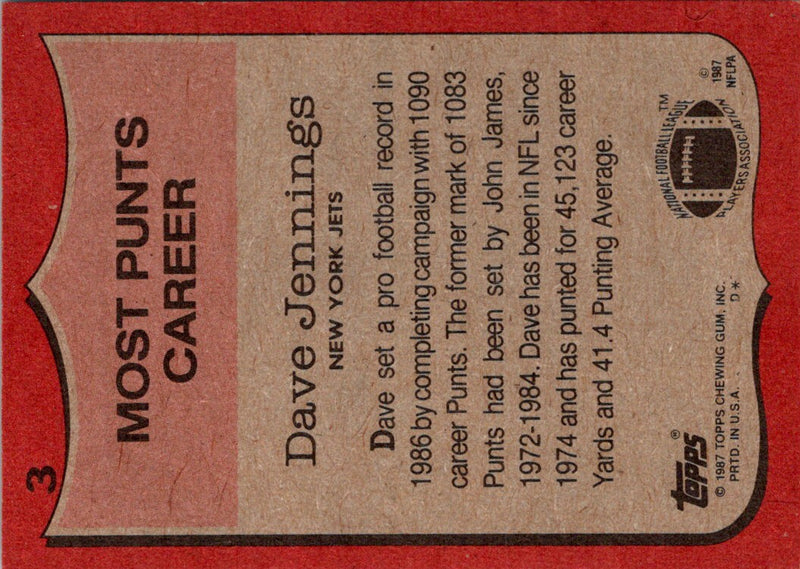 3
MOST PUNTS
CAREER
Dave Jennings
NEW YORK JETS
Dave set a pro football record in
1986 by completing campaign with 1090
career Punts. The former mark of 1083
Punts had been set by John James,
1972-1984. Dave has been in NFL since
1974 and has punted for 45,123 career
Yards and 41.4 Punting Average.
TOPPS®
© 1987 TOPPS CHEWING GUM, INC.
PRTD. IN U.S.A. D*
NATIONAL FOOTBALL LEAGUE™
PLAYERS ASSOCIATION
©
1987
NFLPA